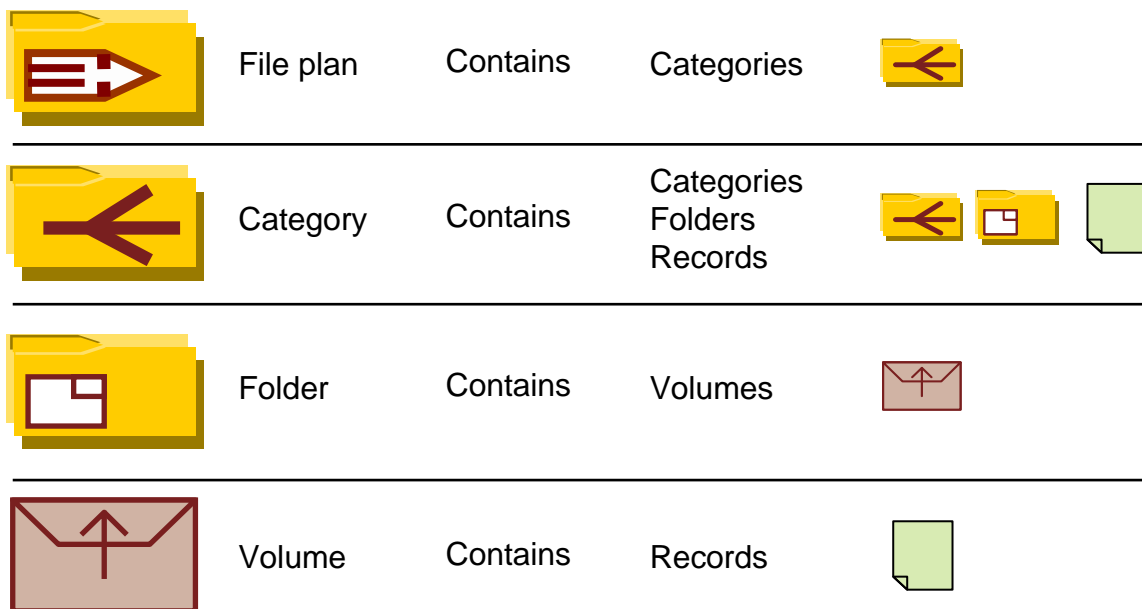 File plan Contains Categories
Category Contains Categories
Folders
Records
Folder Contains Volumes
Volume Contains Records